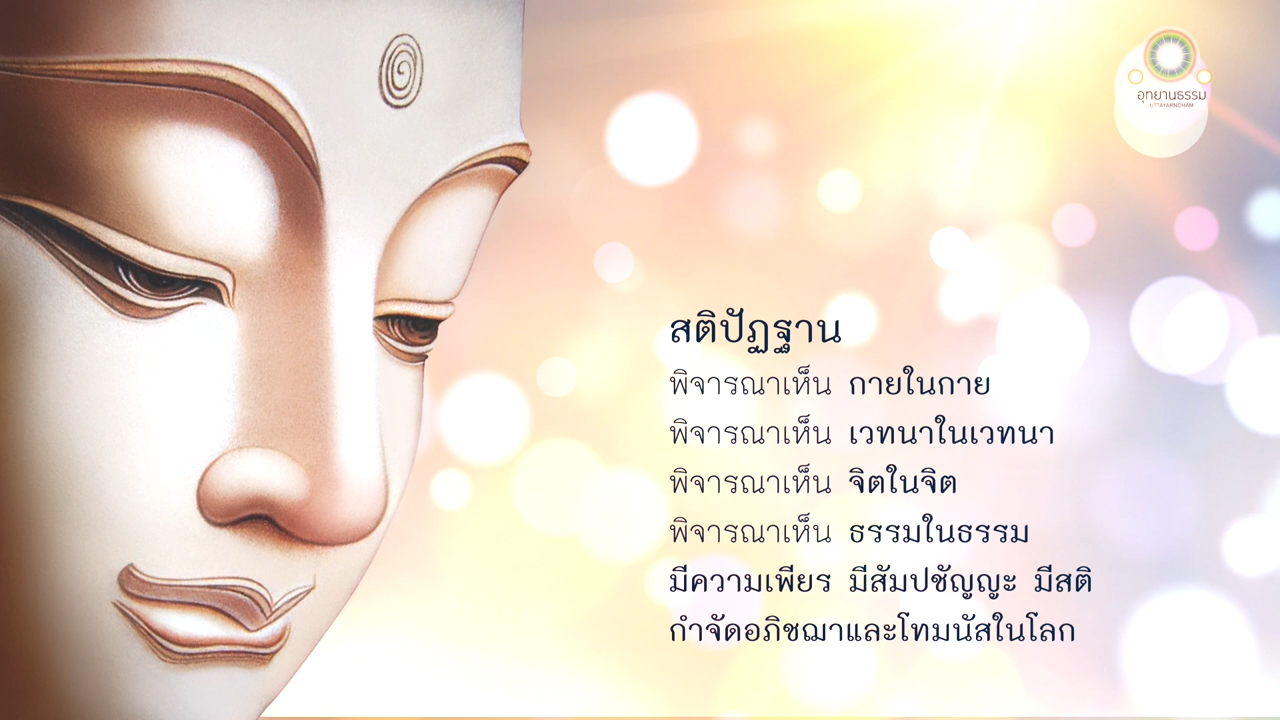 อุทยานธรรม
UTTAYARNDHAM
สติปัฏฐาน
พิจารณาเห็น กายในกาย
พิจารณาเห็น เวทนาในเวทนา
พิจารณาเห็น จิตในจิต
พิจารณาเห็น ธรรมในธรรม
มีความเพียร มีสัมปชัญญะ มีสติ
กำจัดอภิชฌาและโทมนัสในโลก